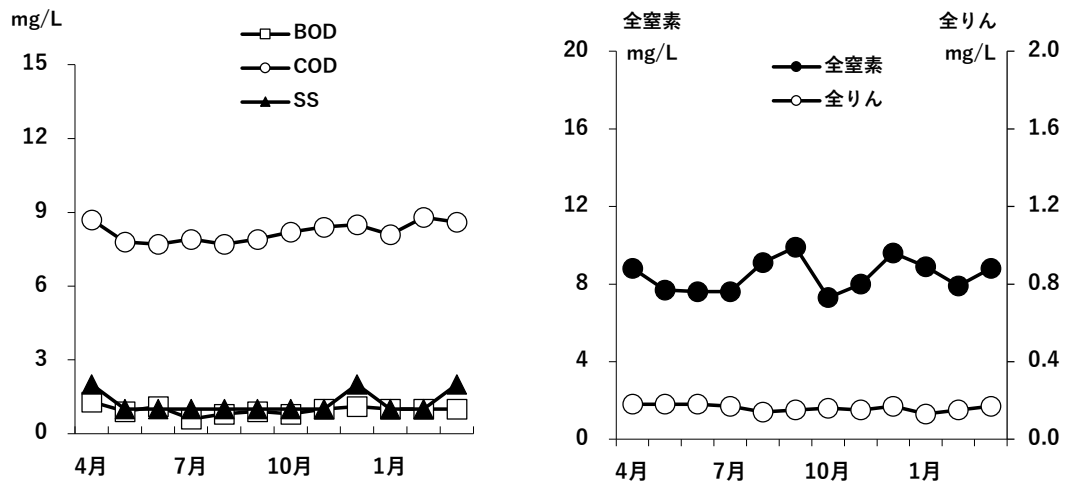 mg/L
BOD
COD
SS
15
12
9
6
3
0
4月 7月 10月 1月
全窒素 全りん
mg/L mg/L
全窒素
全りん
20 2.0
16 1.6
12 1.2
8 0.8
4 0.4
0 0.0
4月 7月 10月 1月